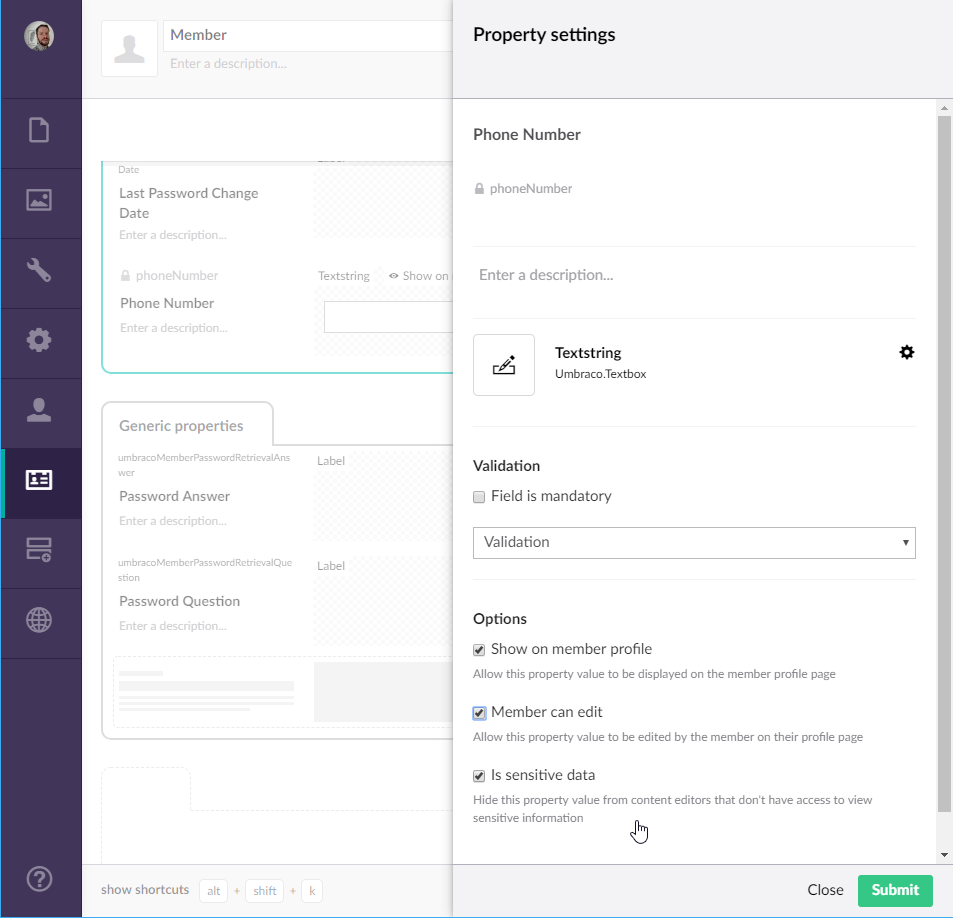 Member
Enter a description...
Date
Last Password Change
Date
Enter a description...
phoneNumber
Textstring
Show on
Phone Number
Enter a description...
Generic properties
umbracoMemberPasswordRetrievalAns
wer
Label
Password Answer
Enter a description...
umbracoMemberPasswordRetrievalQue
stion
Label
Password Question
Enter a description...
show shortcuts alt + shift + k
Property settings
Phone Number
phoneNumber
Enter a description...
Textstring
Umbraco.Textbox
Validation
Field is mandatory
Validation
Options
Show on member profile
Allow this property value to be displayed on the member profile page
Member can edit
Allow this property value to be edited by the member on their profile page
Is sensitive data
Hide this property value from content editors that don't have access to view
sensitive information
Close
Submit